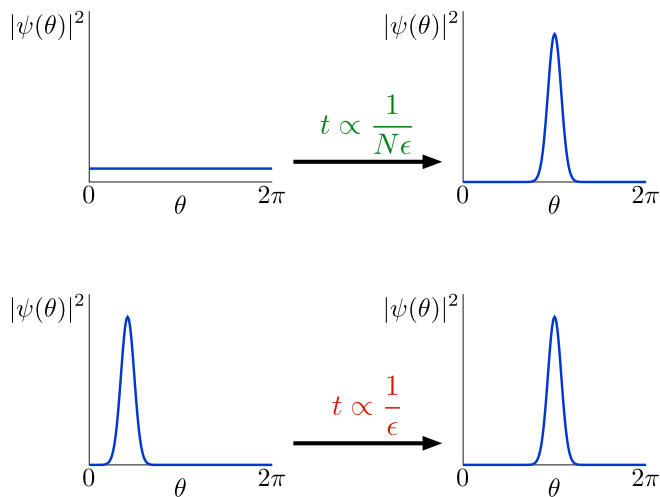 |ψ(θ)|² |ψ(θ)|²
t ∝ 1/(Nϵ)
0 θ 2π 0 θ 2π
|ψ(θ)|² |ψ(θ)|²
t ∝ 1/ϵ
0 θ 2π 0 θ 2π